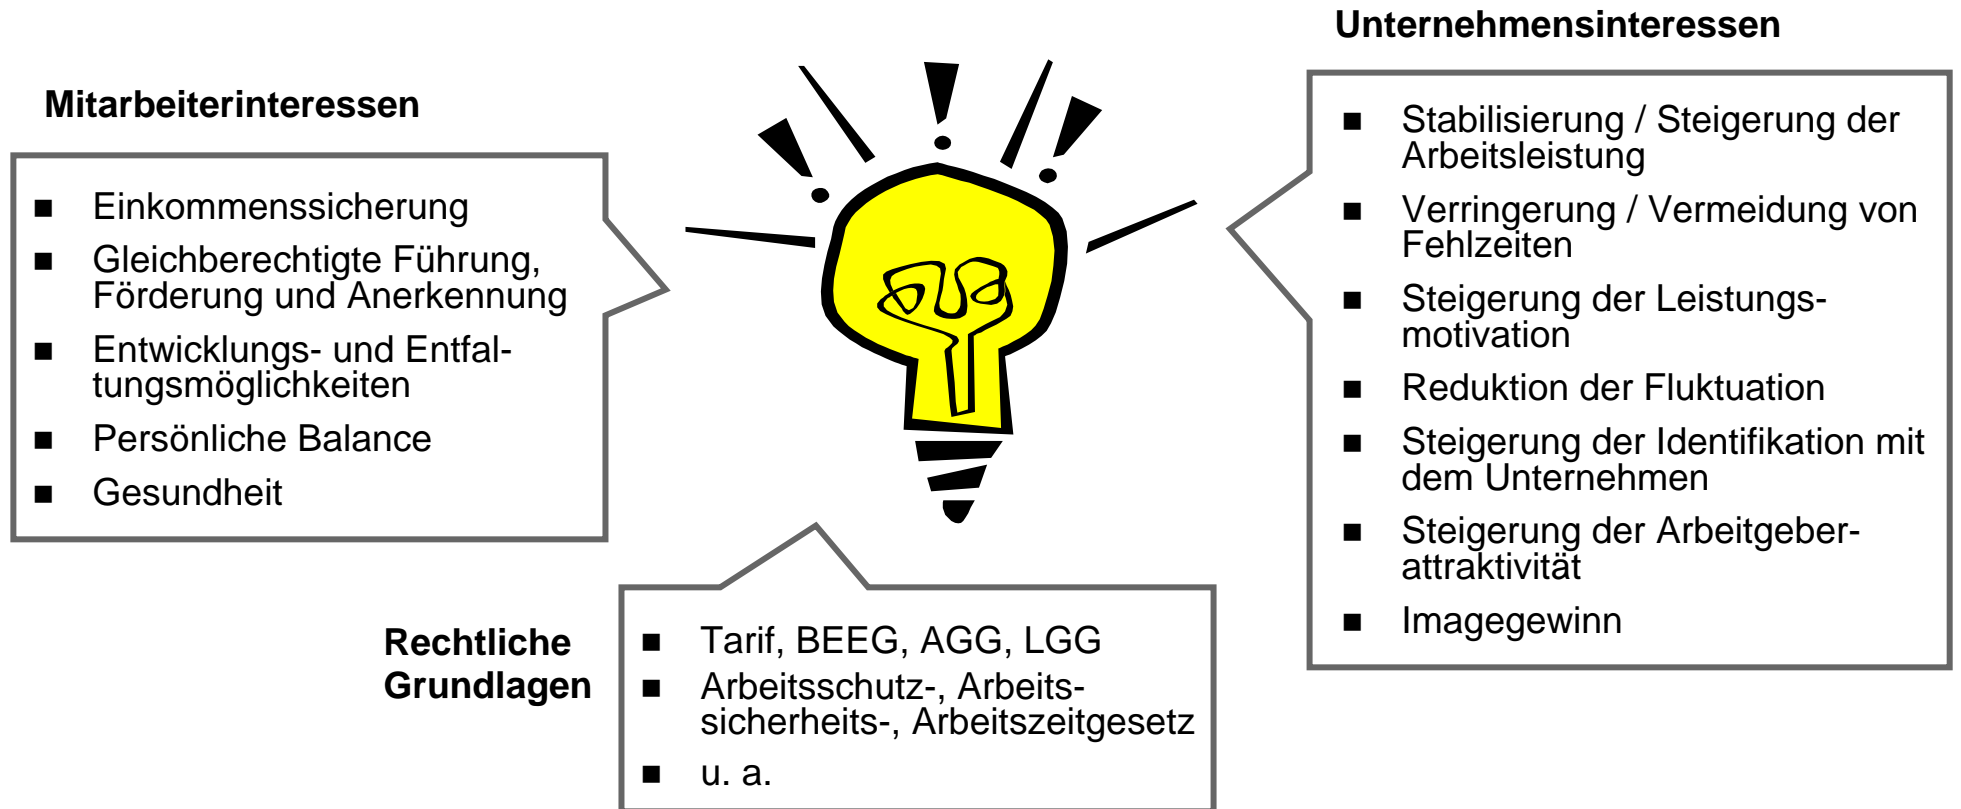 Mitarbeiterinteressen
■ Einkommenssicherung
■ Gleichberechtigte Führung,
Förderung und Anerkennung
■ Entwicklungs- und Entfal-
tungsmöglichkeiten
■ Persönliche Balance
■ Gesundheit
Unternehmensinteressen
■ Stabilisierung / Steigerung der
Arbeitsleistung
■ Verringerung / Vermeidung von
Fehlzeiten
■ Steigerung der Leistungs-
motivation
■ Reduktion der Fluktuation
■ Steigerung der Identifikation mit
dem Unternehmen
■ Steigerung der Arbeitgeber-
attraktivität
■ Imagegewinn
Rechtliche
Grundlagen
■ Tarif, BEEG, AGG, LGG
■ Arbeitsschutz-, Arbeits-
sicherheits-, Arbeitszeitgesetz
■ u. a.